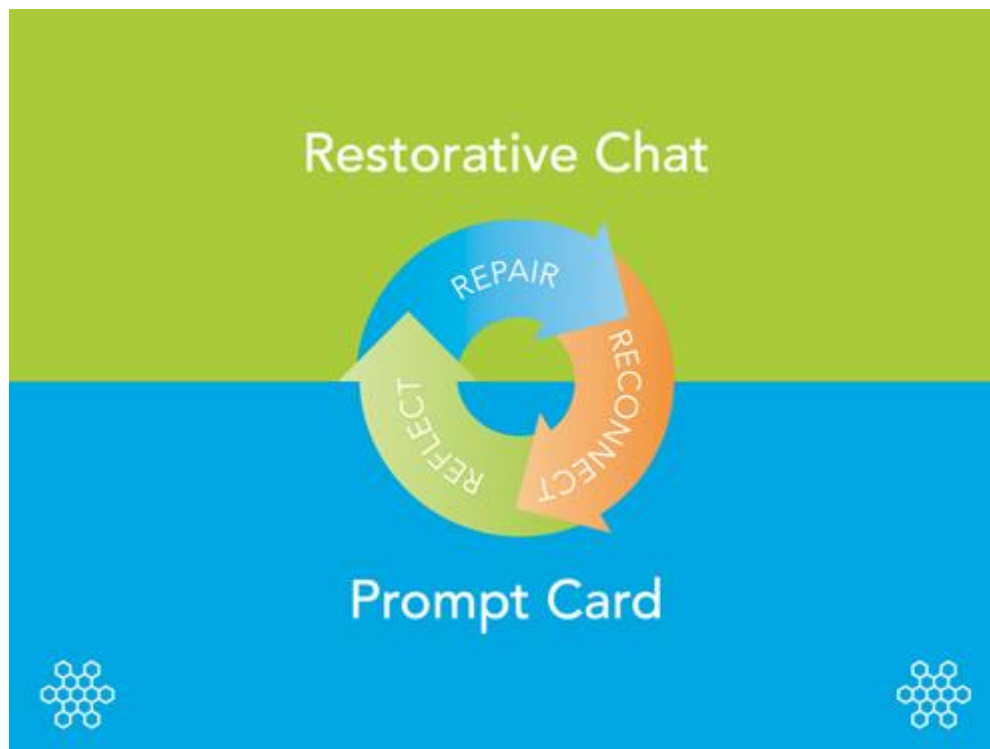 Restorative Chat
REPAIR
RECONNECT
REFLECT
Prompt Card